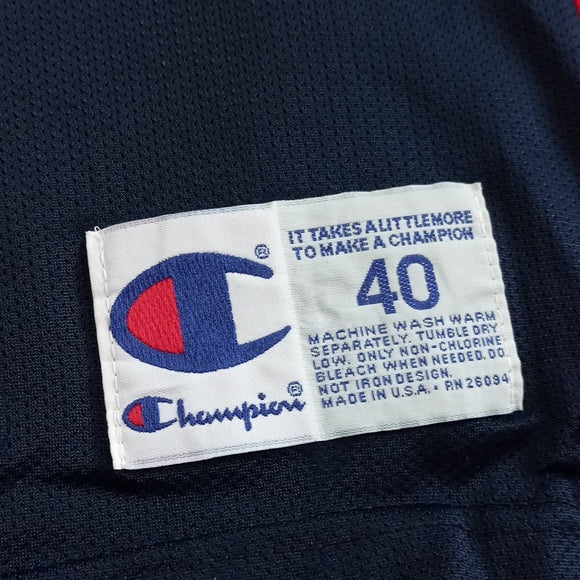 ®
Champion®
IT TAKES A LITTLE MORE
TO MAKE A CHAMPION
40
MACHINE WASH WARM
SEPARATELY. TUMBLE DRY
LOW. ONLY NON-CHLORINE
BLEACH WHEN NEEDED. DO
NOT IRON DESIGN.
MADE IN U.S.A. • RN 26094